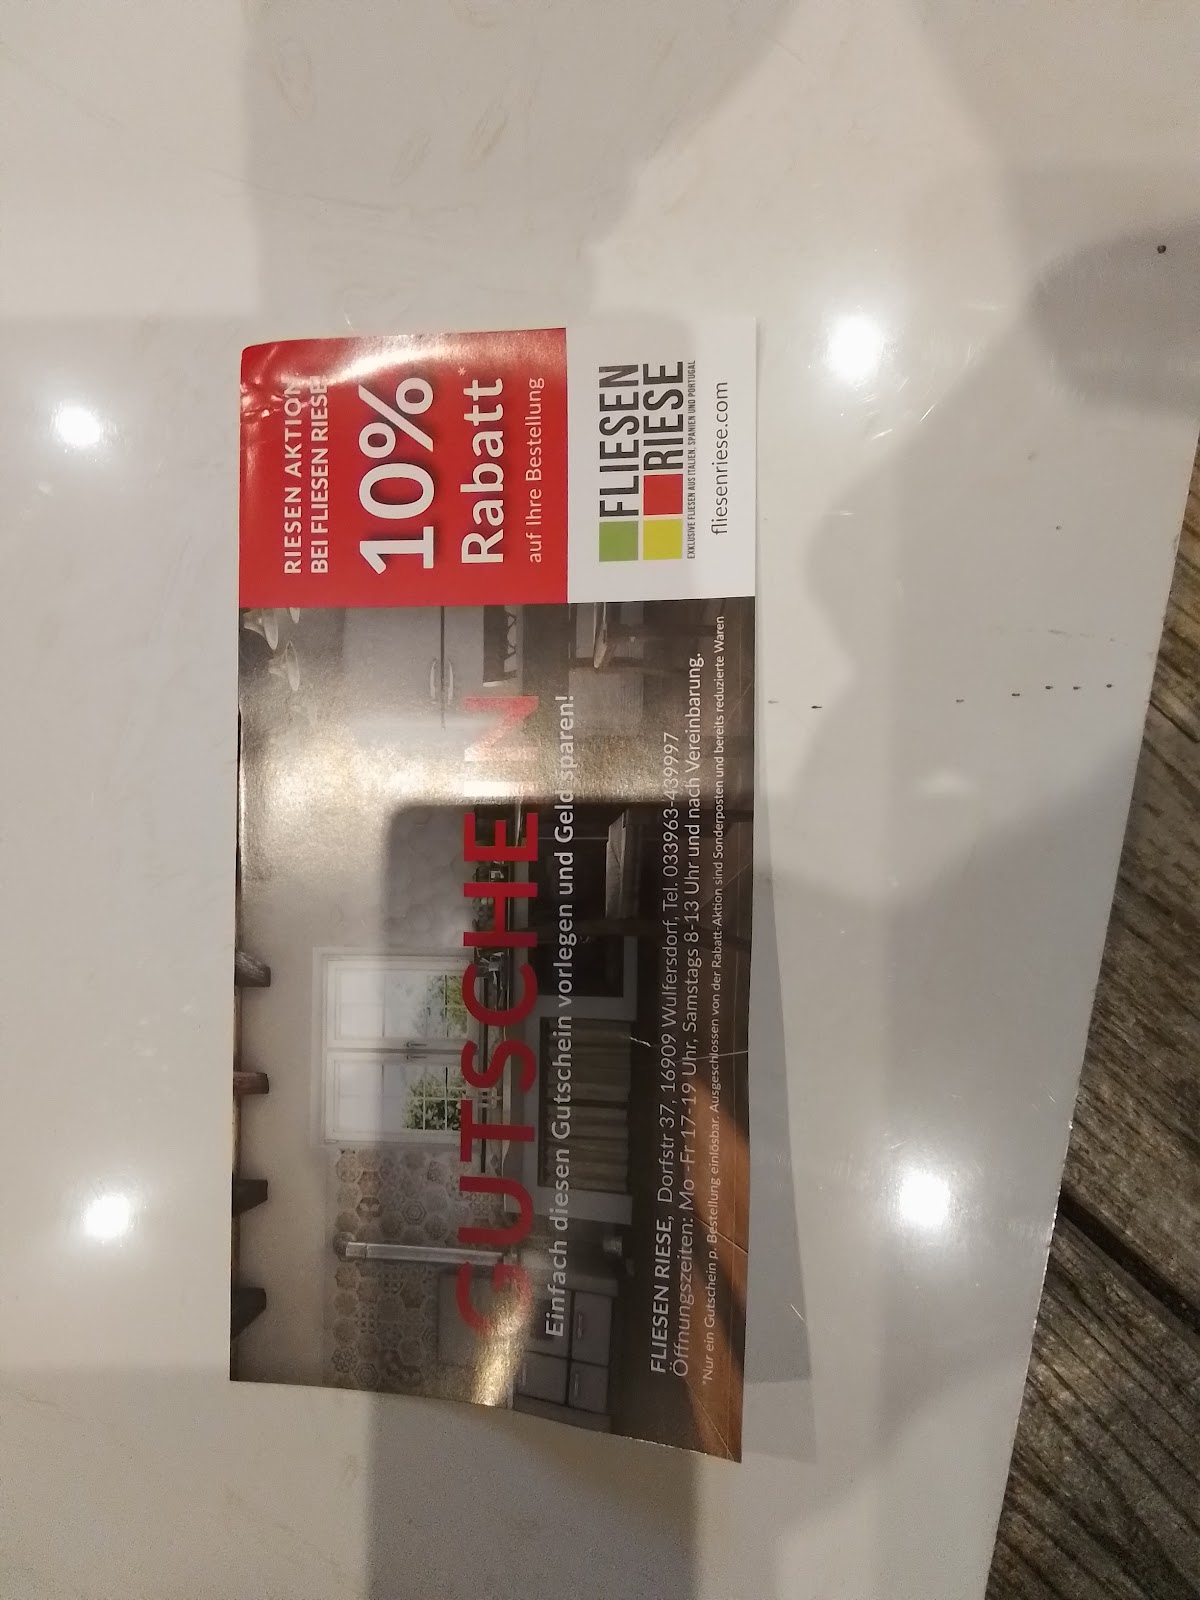 GUTSCHEIN
Einfach diesen Gutschein vorlegen und Geld sparen!
FLIESEN RIESE, Dorfstr 37, 16909 Wulfersdorf, Tel. 033963-439997
Öffnungszeiten: Mo -Fr 17-19 Uhr, Samstags 8-13 Uhr und nach Vereinbarung.
*Nur ein Gutschein p. Bestellung einlösbar. Ausgeschlossen von der Rabatt-Aktion sind Sonderposten und bereits reduzierte Waren
RIESEN AKTION
BEI FLIESEN RIESE!
10%
Rabatt*
auf Ihre Bestellung
FLIESEN
RIESE
EXKLUSIVE FLIESEN AUS ITALIEN, SPANIEN UND PORTUGAL
fliesenriese.com